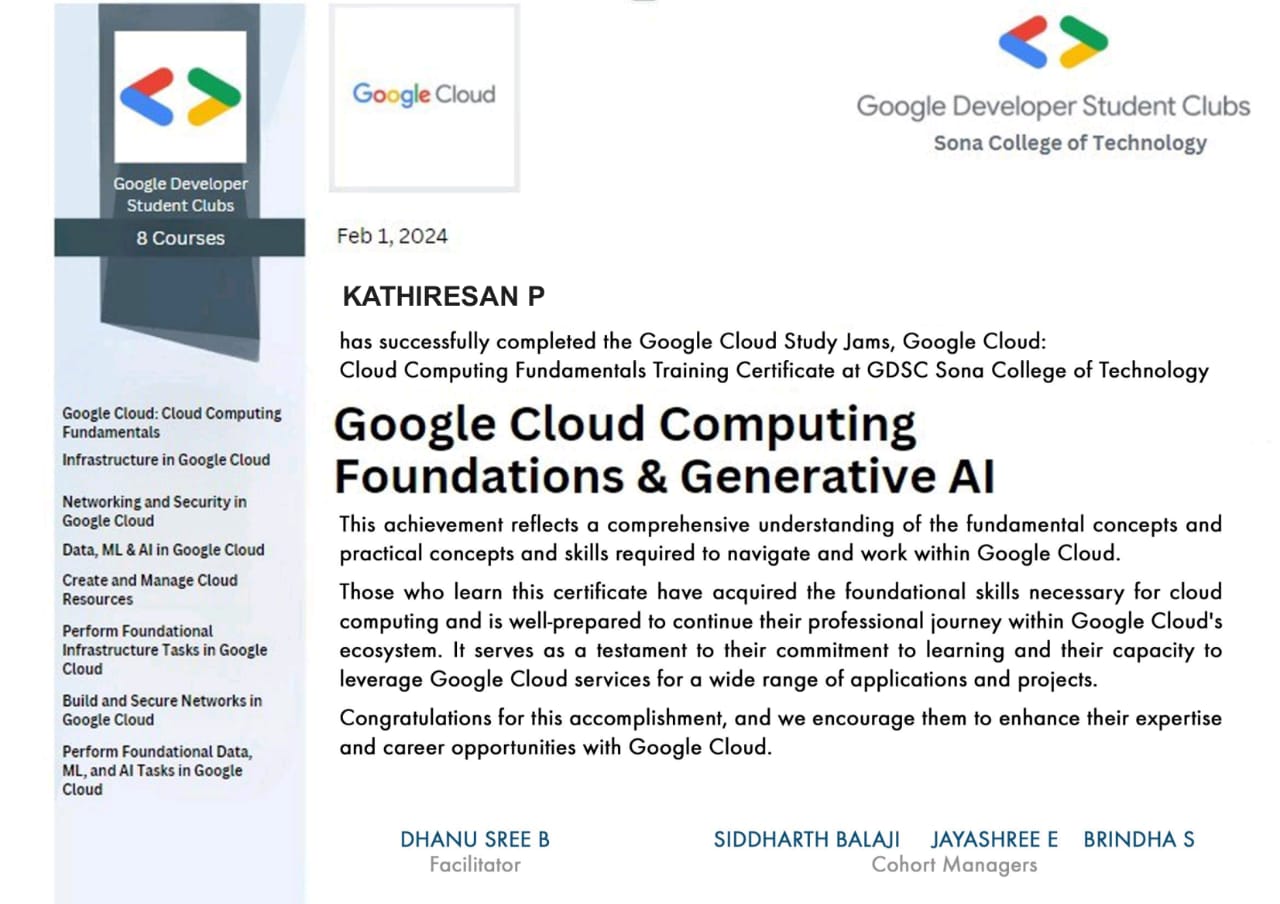 Google Developer
Student Clubs
8 Courses
Google Cloud: Cloud Computing
Fundamentals
Infrastructure in Google Cloud
Networking and Security in
Google Cloud
Data, ML & AI in Google Cloud
Create and Manage Cloud
Resources
Perform Foundational
Infrastructure Tasks in Google
Cloud
Build and Secure Networks in
Google Cloud
Perform Foundational Data,
ML, and AI Tasks in Google
Cloud
Google Cloud
Google Developer Student Clubs
Sona College of Technology
Feb 1, 2024
KATHIRESAN P
has successfully completed the Google Cloud Study Jams, Google Cloud:
Cloud Computing Fundamentals Training Certificate at GDSC Sona College of Technology
Google Cloud Computing
Foundations & Generative AI
This achievement reflects a comprehensive understanding of the fundamental concepts and
practical concepts and skills required to navigate and work within Google Cloud.
Those who learn this certificate have acquired the foundational skills necessary for cloud
computing and is well-prepared to continue their professional journey within Google Cloud's
ecosystem. It serves as a testament to their commitment to learning and their capacity to
leverage Google Cloud services for a wide range of applications and projects.
Congratulations for this accomplishment, and we encourage them to enhance their expertise
and career opportunities with Google Cloud.
DHANU SREE B
Facilitator
SIDDHARTH BALAJI JAYASHREE E BRINDHA S
Cohort Managers